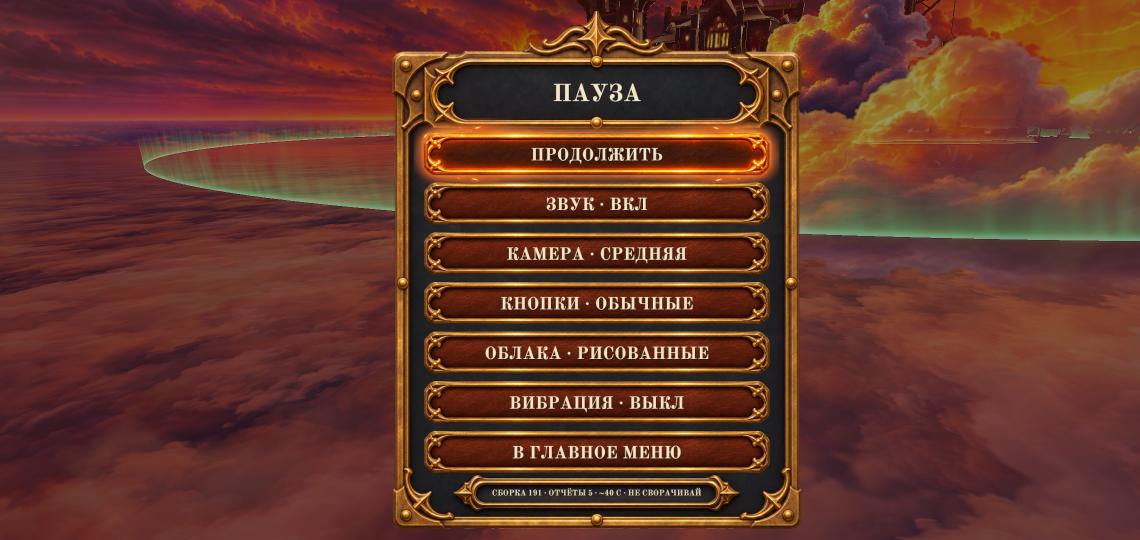 ПАУЗА
ПРОДОЛЖИТЬ
ЗВУК · ВКЛ
КАМЕРА · СРЕДНЯЯ
КНОПКИ · ОБЫЧНЫЕ
ОБЛАКА · РИСОВАННЫЕ
ВИБРАЦИЯ · ВЫКЛ
В ГЛАВНОЕ МЕНЮ
СБОРКА 191 · ОТЧЁТЫ 5 · ~40 С · НЕ СВОРАЧИВАЙ